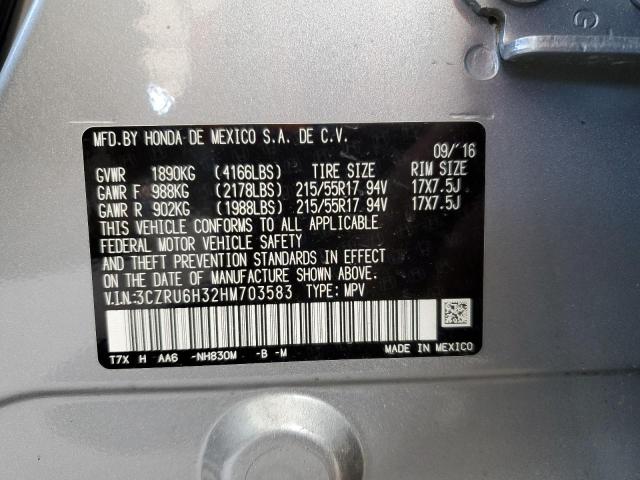 MFD.BY HONDA DE MEXICO S.A. DE C.V.
09/'16
GVWR 1890KG (4166LBS) TIRE SIZE RIM SIZE
GAWR F 988KG (2178LBS) 215/55R17 94V 17X7.5J
GAWR R 902KG (1988LBS) 215/55R17 94V 17X7.5J
THIS VEHICLE CONFORMS TO ALL APPLICABLE
FEDERAL MOTOR VEHICLE SAFETY
AND THEFT PREVENTION STANDARDS IN EFFECT
ON THE DATE OF MANUFACTURE SHOWN ABOVE.
V.I.N:3CZRU6H32HM703583 TYPE: MPV
T7X H AA6 -NH830M -B -M MADE IN MEXICO